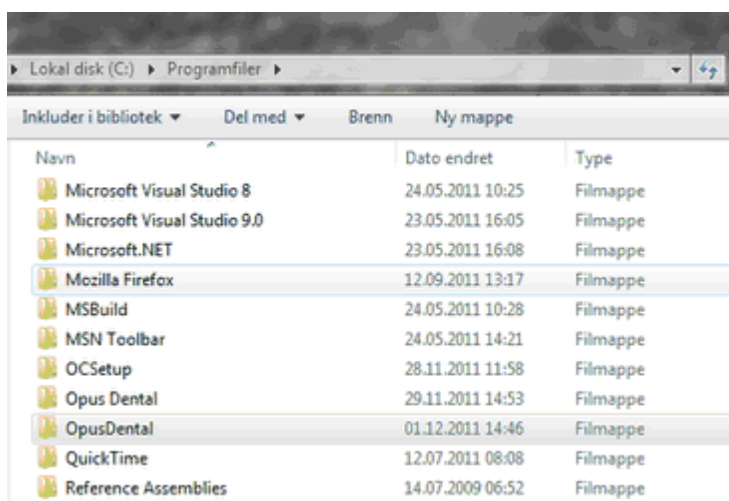 Lokal disk (C:) Programfiler
Inkluder i bibliotek Del med Brenn Ny mappe
Navn Dato endret Type
Microsoft Visual Studio 8 24.05.2011 10:25 Filmappe
Microsoft Visual Studio 9.0 23.05.2011 16:05 Filmappe
Microsoft.NET 23.05.2011 16:08 Filmappe
Mozilla Firefox 12.09.2011 13:17 Filmappe
MSBuild 24.05.2011 10:28 Filmappe
MSN Toolbar 24.05.2011 14:21 Filmappe
OCSetup 28.11.2011 11:58 Filmappe
Opus Dental 29.11.2011 14:53 Filmappe
OpusDental 01.12.2011 14:46 Filmappe
QuickTime 12.07.2011 08:08 Filmappe
Reference Assemblies 14.07.2009 06:52 Filmappe